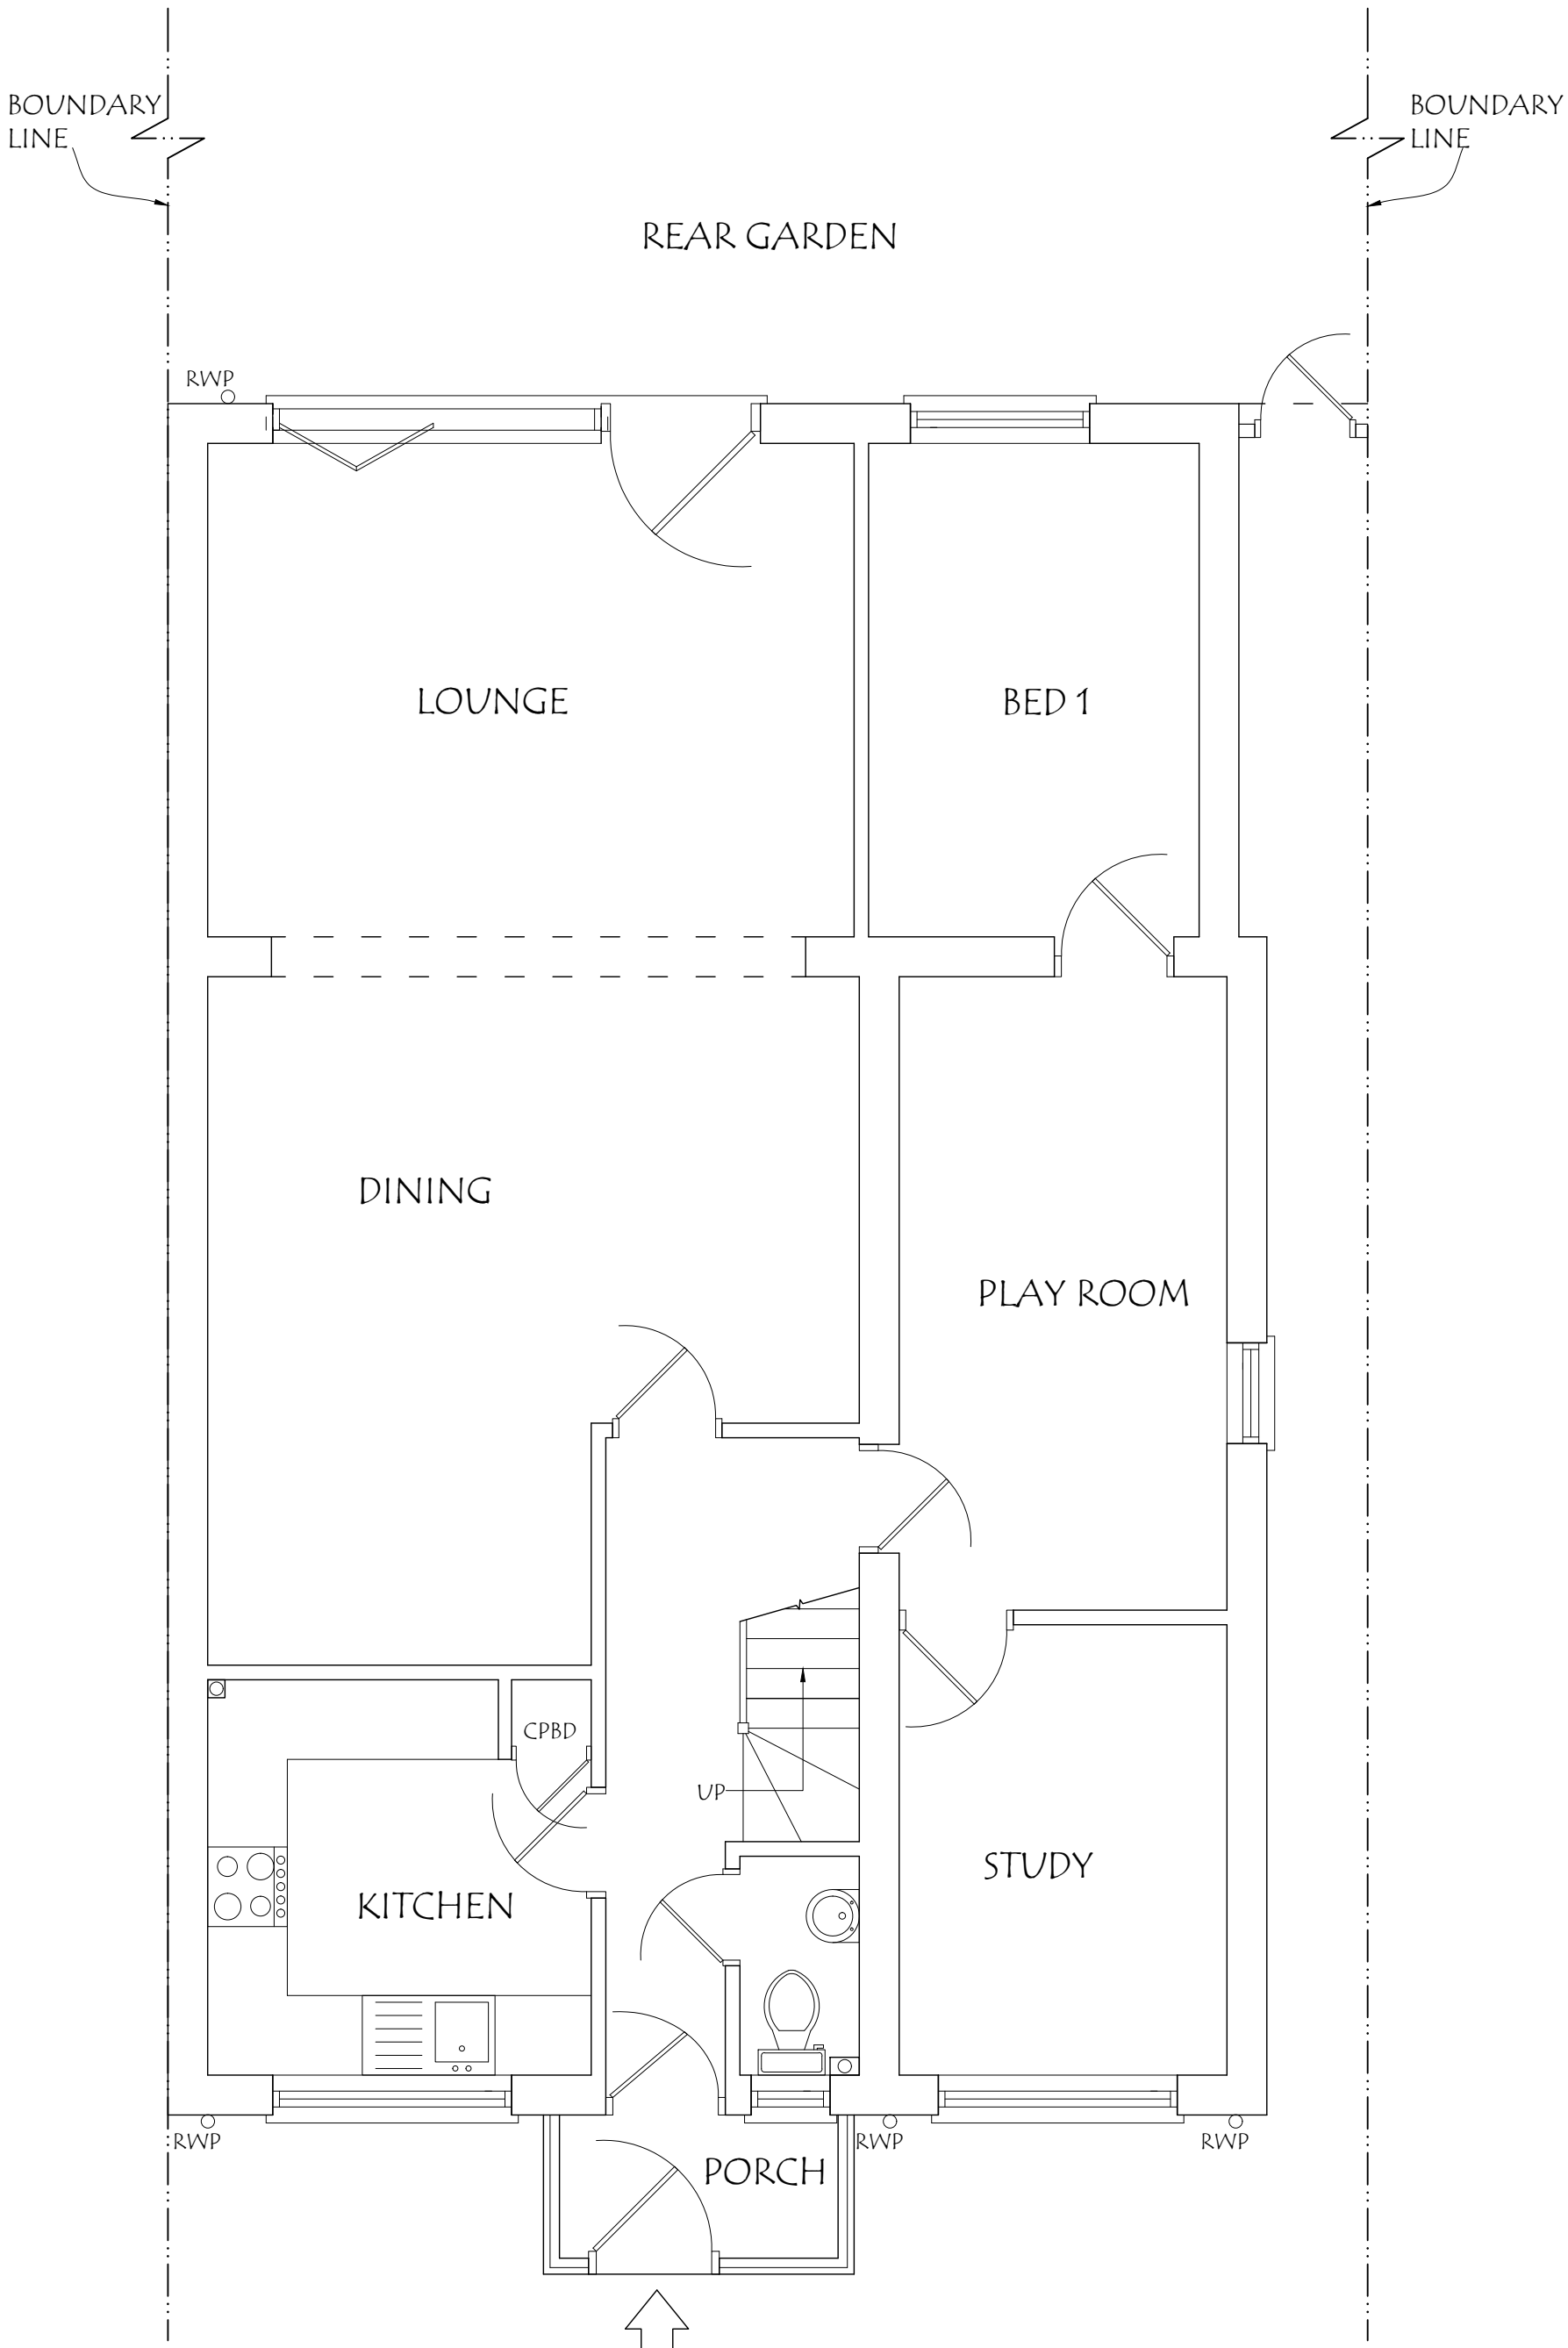 BOUNDARY
LINE
BOUNDARY
LINE
REAR GARDEN
RWP
LOUNGE
BED 1
DINING
PLAY ROOM
CPBD
UP
STUDY
KITCHEN
RWP
RWP
RWP
PORCH